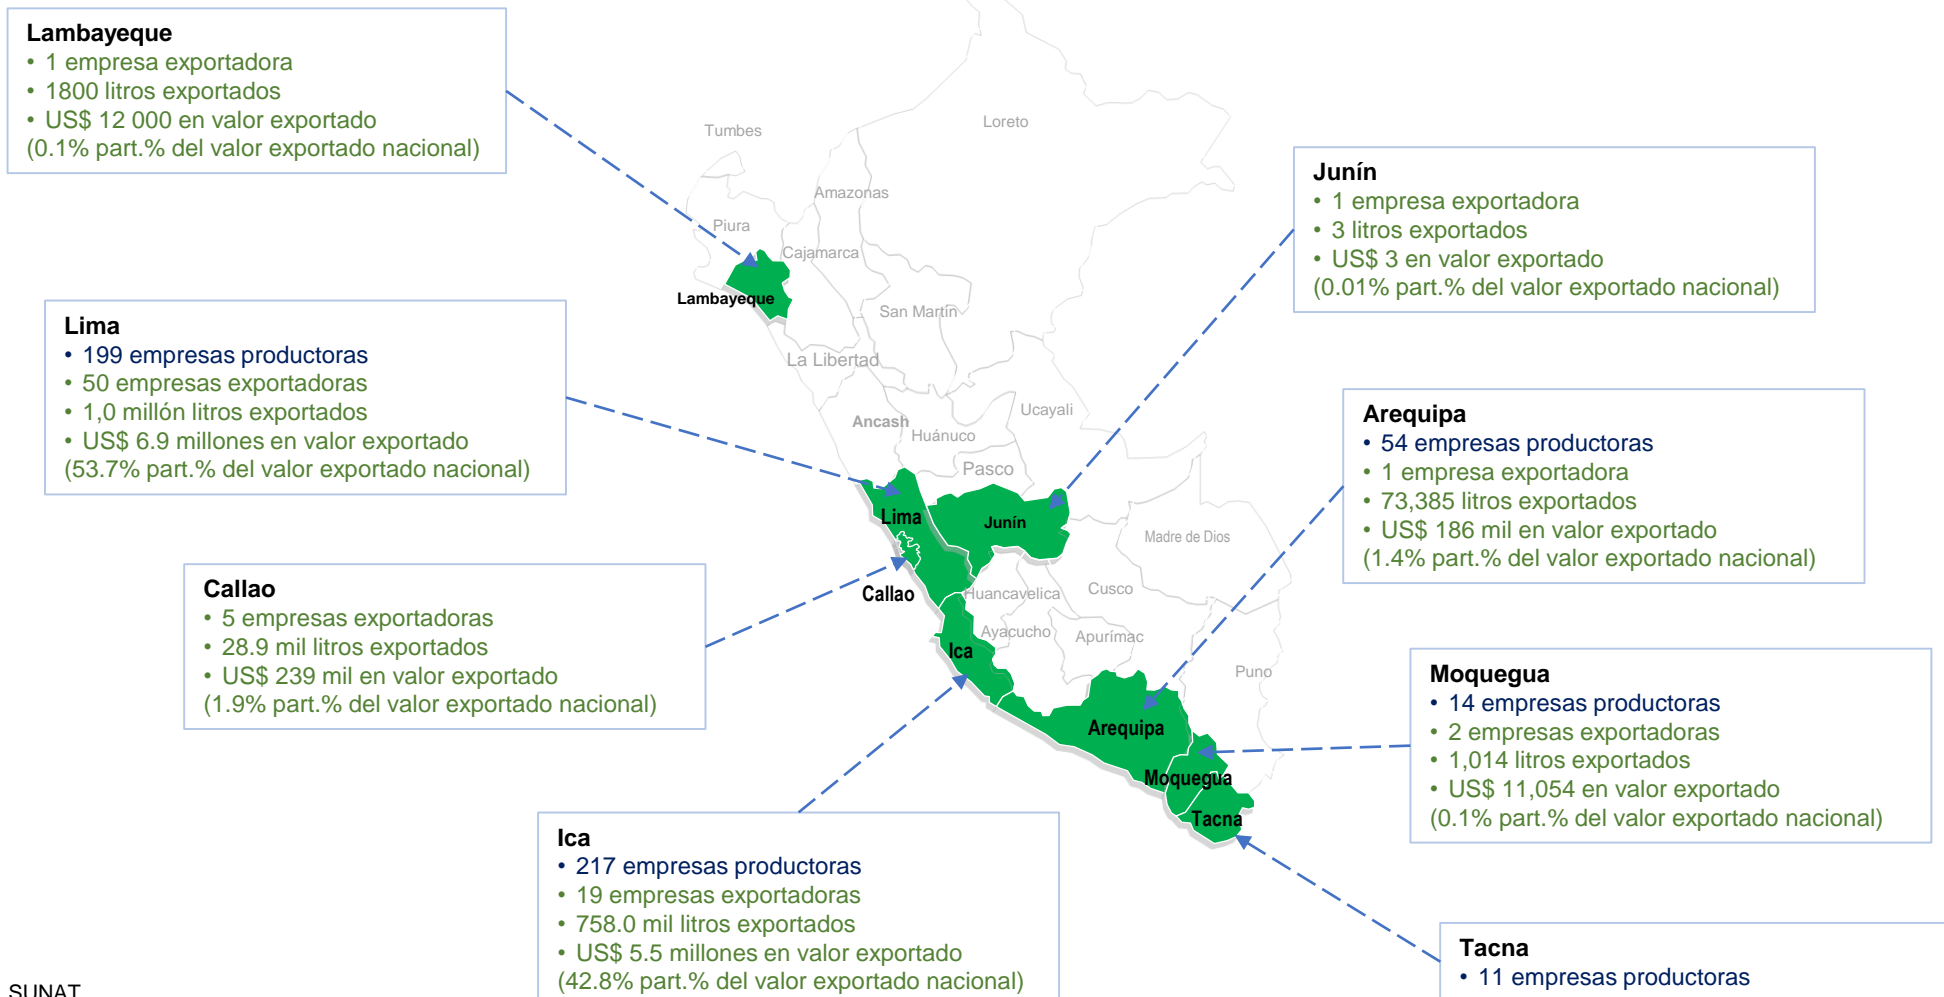 Lambayeque
• 1 empresa exportadora
• 1800 litros exportados
• US$ 12 000 en valor exportado
(0.1% part.% del valor exportado nacional)
Lima
• 199 empresas productoras
• 50 empresas exportadoras
• 1,0 millón litros exportados
• US$ 6.9 millones en valor exportado
(53.7% part.% del valor exportado nacional)
Callao
• 5 empresas exportadoras
• 28.9 mil litros exportados
• US$ 239 mil en valor exportado
(1.9% part.% del valor exportado nacional)
Ica
• 217 empresas productoras
• 19 empresas exportadoras
• 758.0 mil litros exportados
• US$ 5.5 millones en valor exportado
(42.8% part.% del valor exportado nacional)
Junín
• 1 empresa exportadora
• 3 litros exportados
• US$ 3 en valor exportado
(0.01% part.% del valor exportado nacional)
Arequipa
• 54 empresas productoras
• 1 empresa exportadora
• 73,385 litros exportados
• US$ 186 mil en valor exportado
(1.4% part.% del valor exportado nacional)
Moquegua
• 14 empresas productoras
• 2 empresas exportadoras
• 1,014 litros exportados
• US$ 11,054 en valor exportado
(0.1% part.% del valor exportado nacional)
Tacna
• 11 empresas productoras
Tumbes
Loreto
Amazonas
Piura
Cajamarca
Lambayeque
San Martín
La Libertad
Ancash
Ucayali
Huánuco
Pasco
Lima
Junín
Madre de Dios
Callao
Huancavelica
Cusco
Ayacucho
Apurímac
Ica
Puno
Arequipa
Moquegua
Tacna
SUNAT